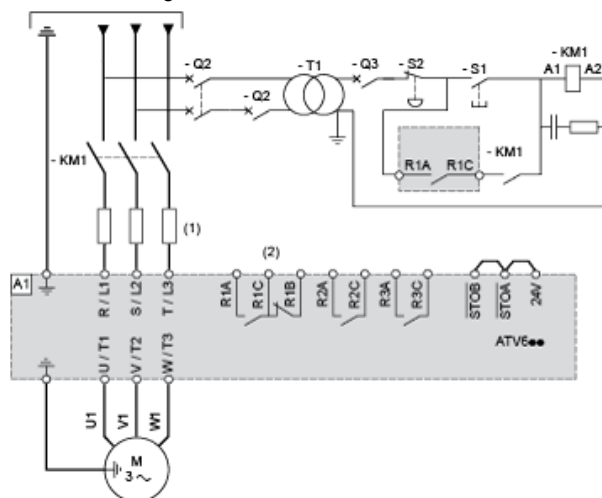 - Q2
- T1
- Q3
- S2
- S1
- KM1
A1
A2
- Q2
- KM1
R1A
R1C
- KM1
(1)
(2)
A1
R / L1
S / L2
T / L3
R1A
R1C
R1B
R2A
R2C
R3A
R3C
STOB
STOA
24V
ATV6●●
U / T1
V / T2
W / T3
U1
V1
W1
M
3 ~